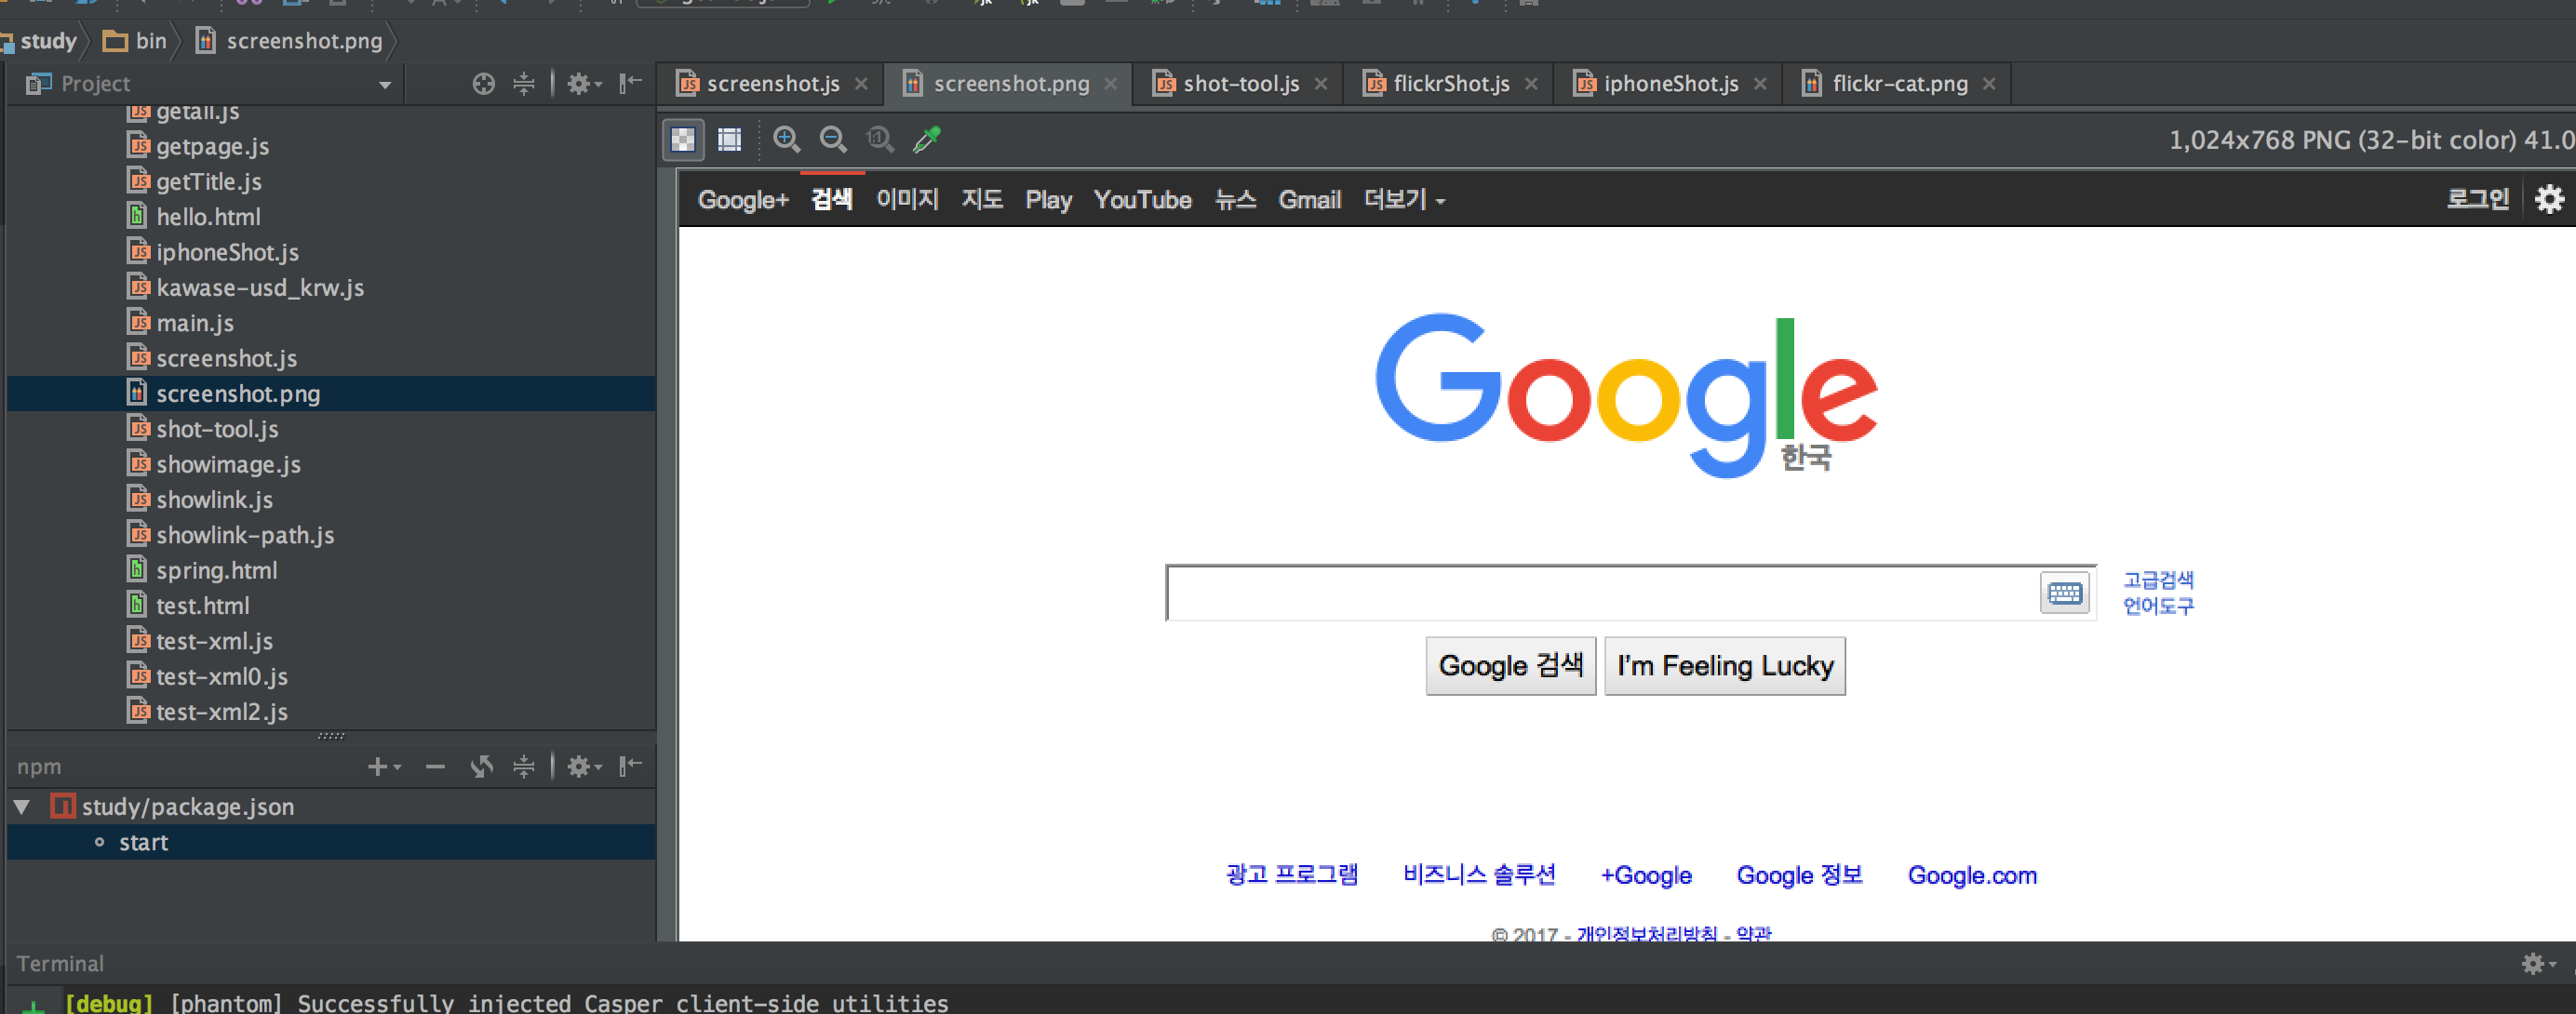 study bin screenshot.png
Project
screenshot.js screenshot.png shot-tool.js flickrShot.js iphoneShot.js flickr-cat.png
1,024x768 PNG (32-bit color) 41.0
getall.js
getpage.js
getTitle.js
hello.html
iphoneShot.js
kawase-usd_krw.js
main.js
screenshot.js
screenshot.png
shot-tool.js
showimage.js
showlink.js
showlink-path.js
spring.html
test.html
test-xml.js
test-xml0.js
test-xml2.js
npm
study/package.json
start
Google+ 검색 이미지 지도 Play YouTube 뉴스 Gmail 더보기 로그인
Google
한국
고급검색
언어도구
Google 검색 I'm Feeling Lucky
광고 프로그램 비즈니스 솔루션 +Google Google 정보 Google.com
© 2017 - 개인정보처리방침 - 약관
Terminal
[debug] [phantom] Successfully injected Casper client-side utilities